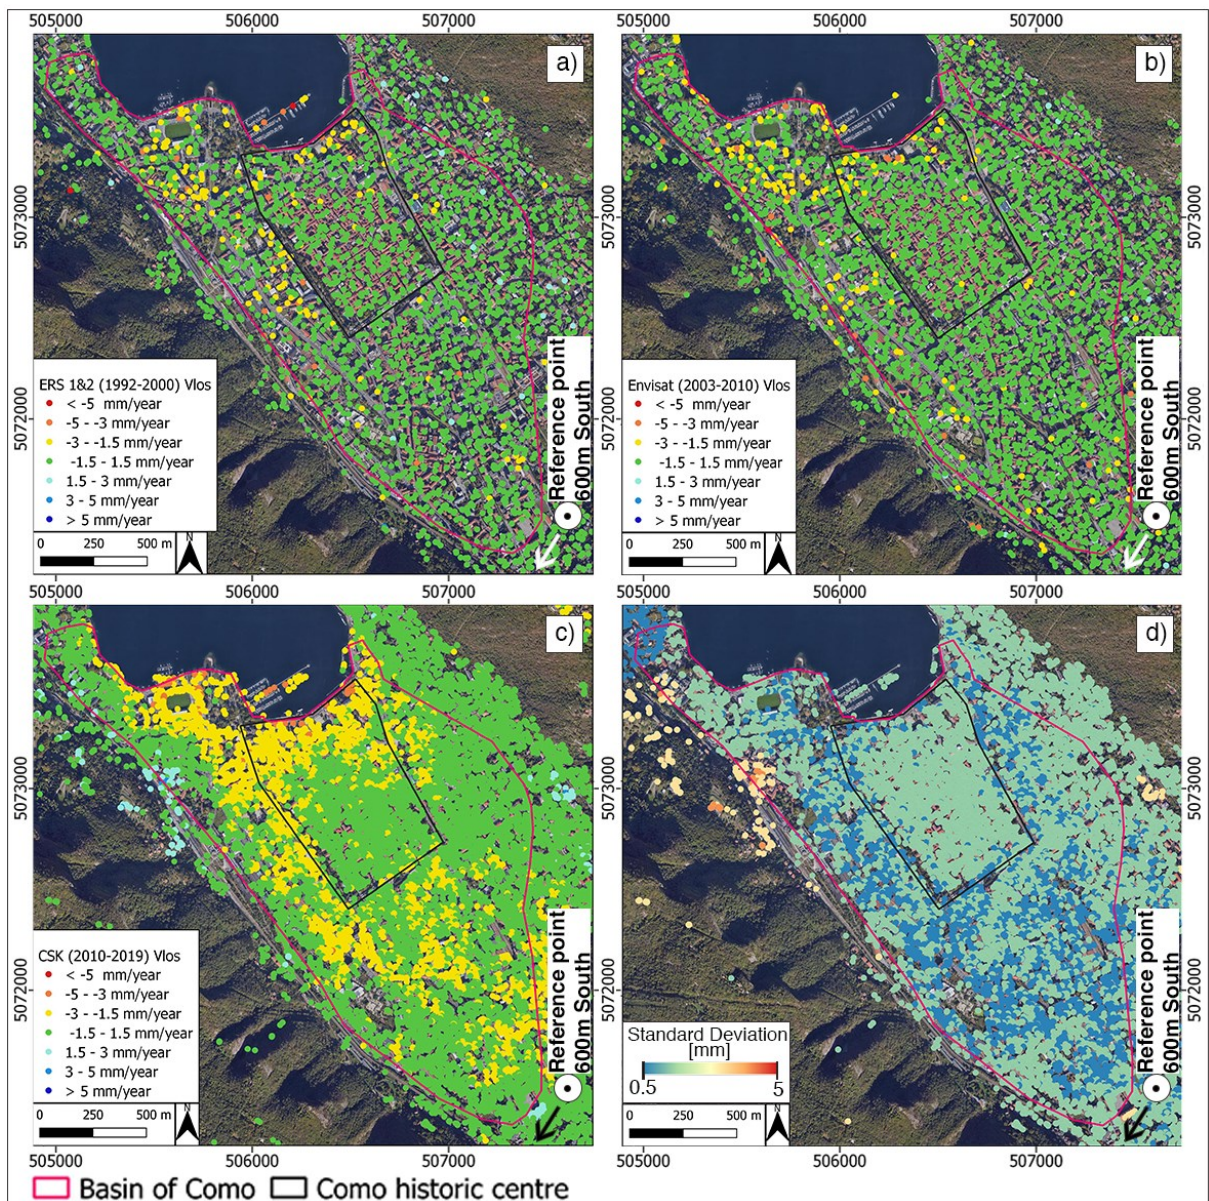 505000 506000 507000 505000 506000 507000
a)
b)
5073000
5073000
5073000
5072000
5072000
5072000
ERS 1&2 (1992-2000) Vlos
< -5 mm/year
-5 - -3 mm/year
-3 - -1.5 mm/year
-1.5 - 1.5 mm/year
1.5 - 3 mm/year
3 - 5 mm/year
> 5 mm/year
0 250 500 m
N
Reference point
600m South
Envisat (2003-2010) Vlos
< -5 mm/year
-5 - -3 mm/year
-3 - -1.5 mm/year
-1.5 - 1.5 mm/year
1.5 - 3 mm/year
3 - 5 mm/year
> 5 mm/year
0 250 500 m
N
Reference point
600m South
505000 506000 507000 505000 506000 507000
c)
d)
5073000
5073000
5073000
5072000
5072000
5072000
CSK (2010-2019) Vlos
< -5 mm/year
-5 - -3 mm/year
-3 - -1.5 mm/year
-1.5 - 1.5 mm/year
1.5 - 3 mm/year
3 - 5 mm/year
> 5 mm/year
0 250 500 m
N
Reference point
600m South
Standard Deviation
[mm]
0.5 5
0 250 500 m
N
Reference point
600m South
505000 506000 507000 505000 506000 507000
Basin of Como Como historic centre